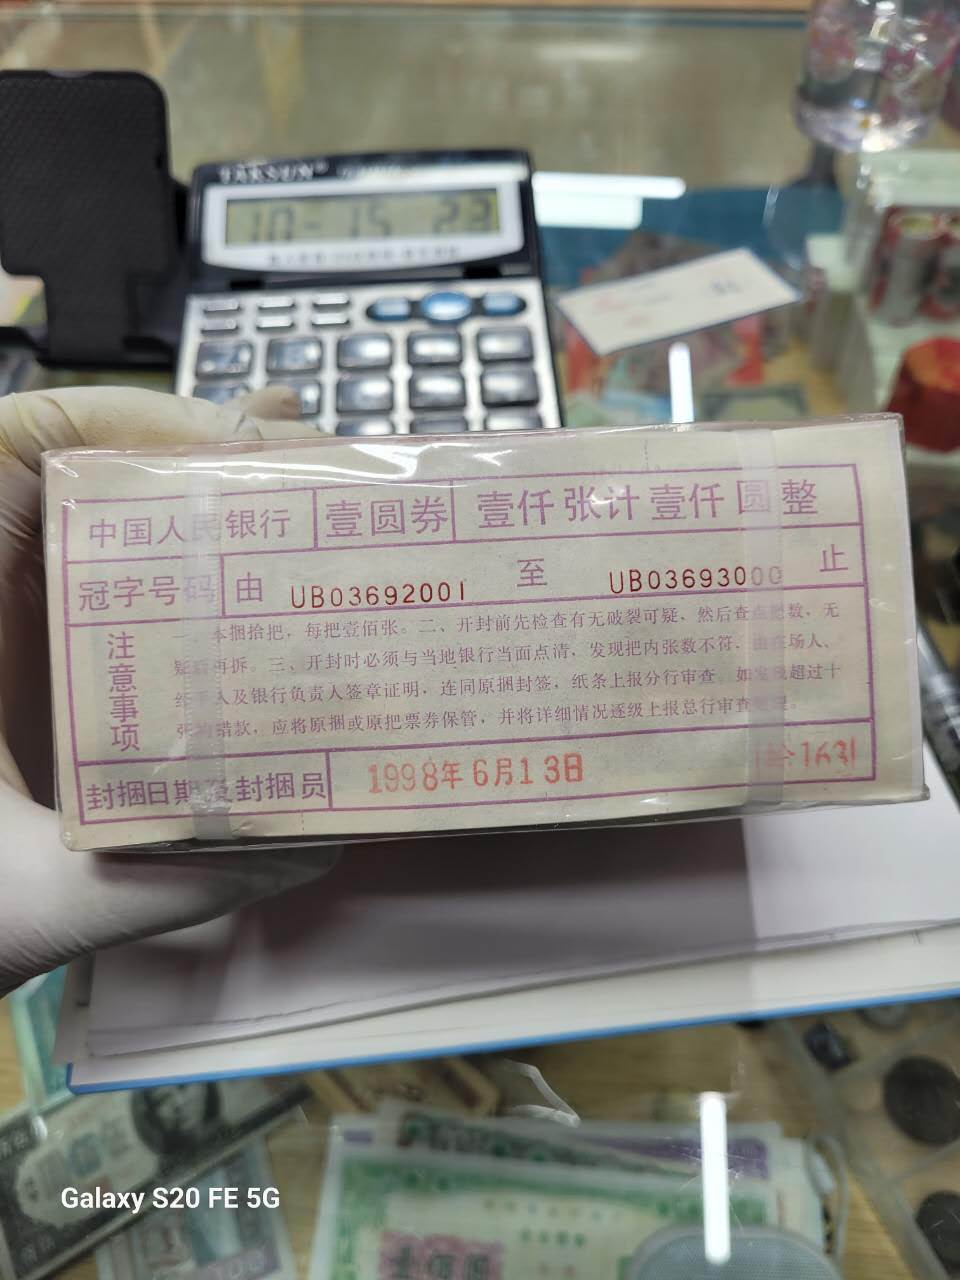 TAKSUN
10-15 23
中国人民银行 壹圆券 壹仟张计壹仟圆整
冠字号码 由 UB03692001 至 UB03693000 止
注意事项
一、本捆拾把，每把壹佰张。二、开封前先检查有无破裂可疑，然后查点把数，无
疑后再拆。三、开封时必须与当地银行当面点清，发现把内张数不符，由在场人、
经手人及银行负责人签章证明，连同原捆封签，纸条上报分行审查。如发现超过十
张的错款，应将原捆或原把票券保管，并将详细情况逐级上报总行审查处理。
封捆日期及封捆员 1998年6月13日 1631
Galaxy S20 FE 5G